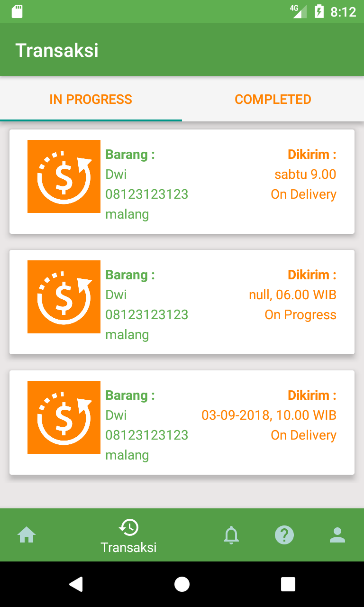 4G 8:12
Transaksi
IN PROGRESS COMPLETED
Barang : Dikirim :
Dwi sabtu 9.00
08123123123 On Delivery
malang
Barang : Dikirim :
Dwi null, 06.00 WIB
08123123123 On Progress
malang
Barang : Dikirim :
Dwi 03-09-2018, 10.00 WIB
08123123123 On Delivery
malang
Transaksi